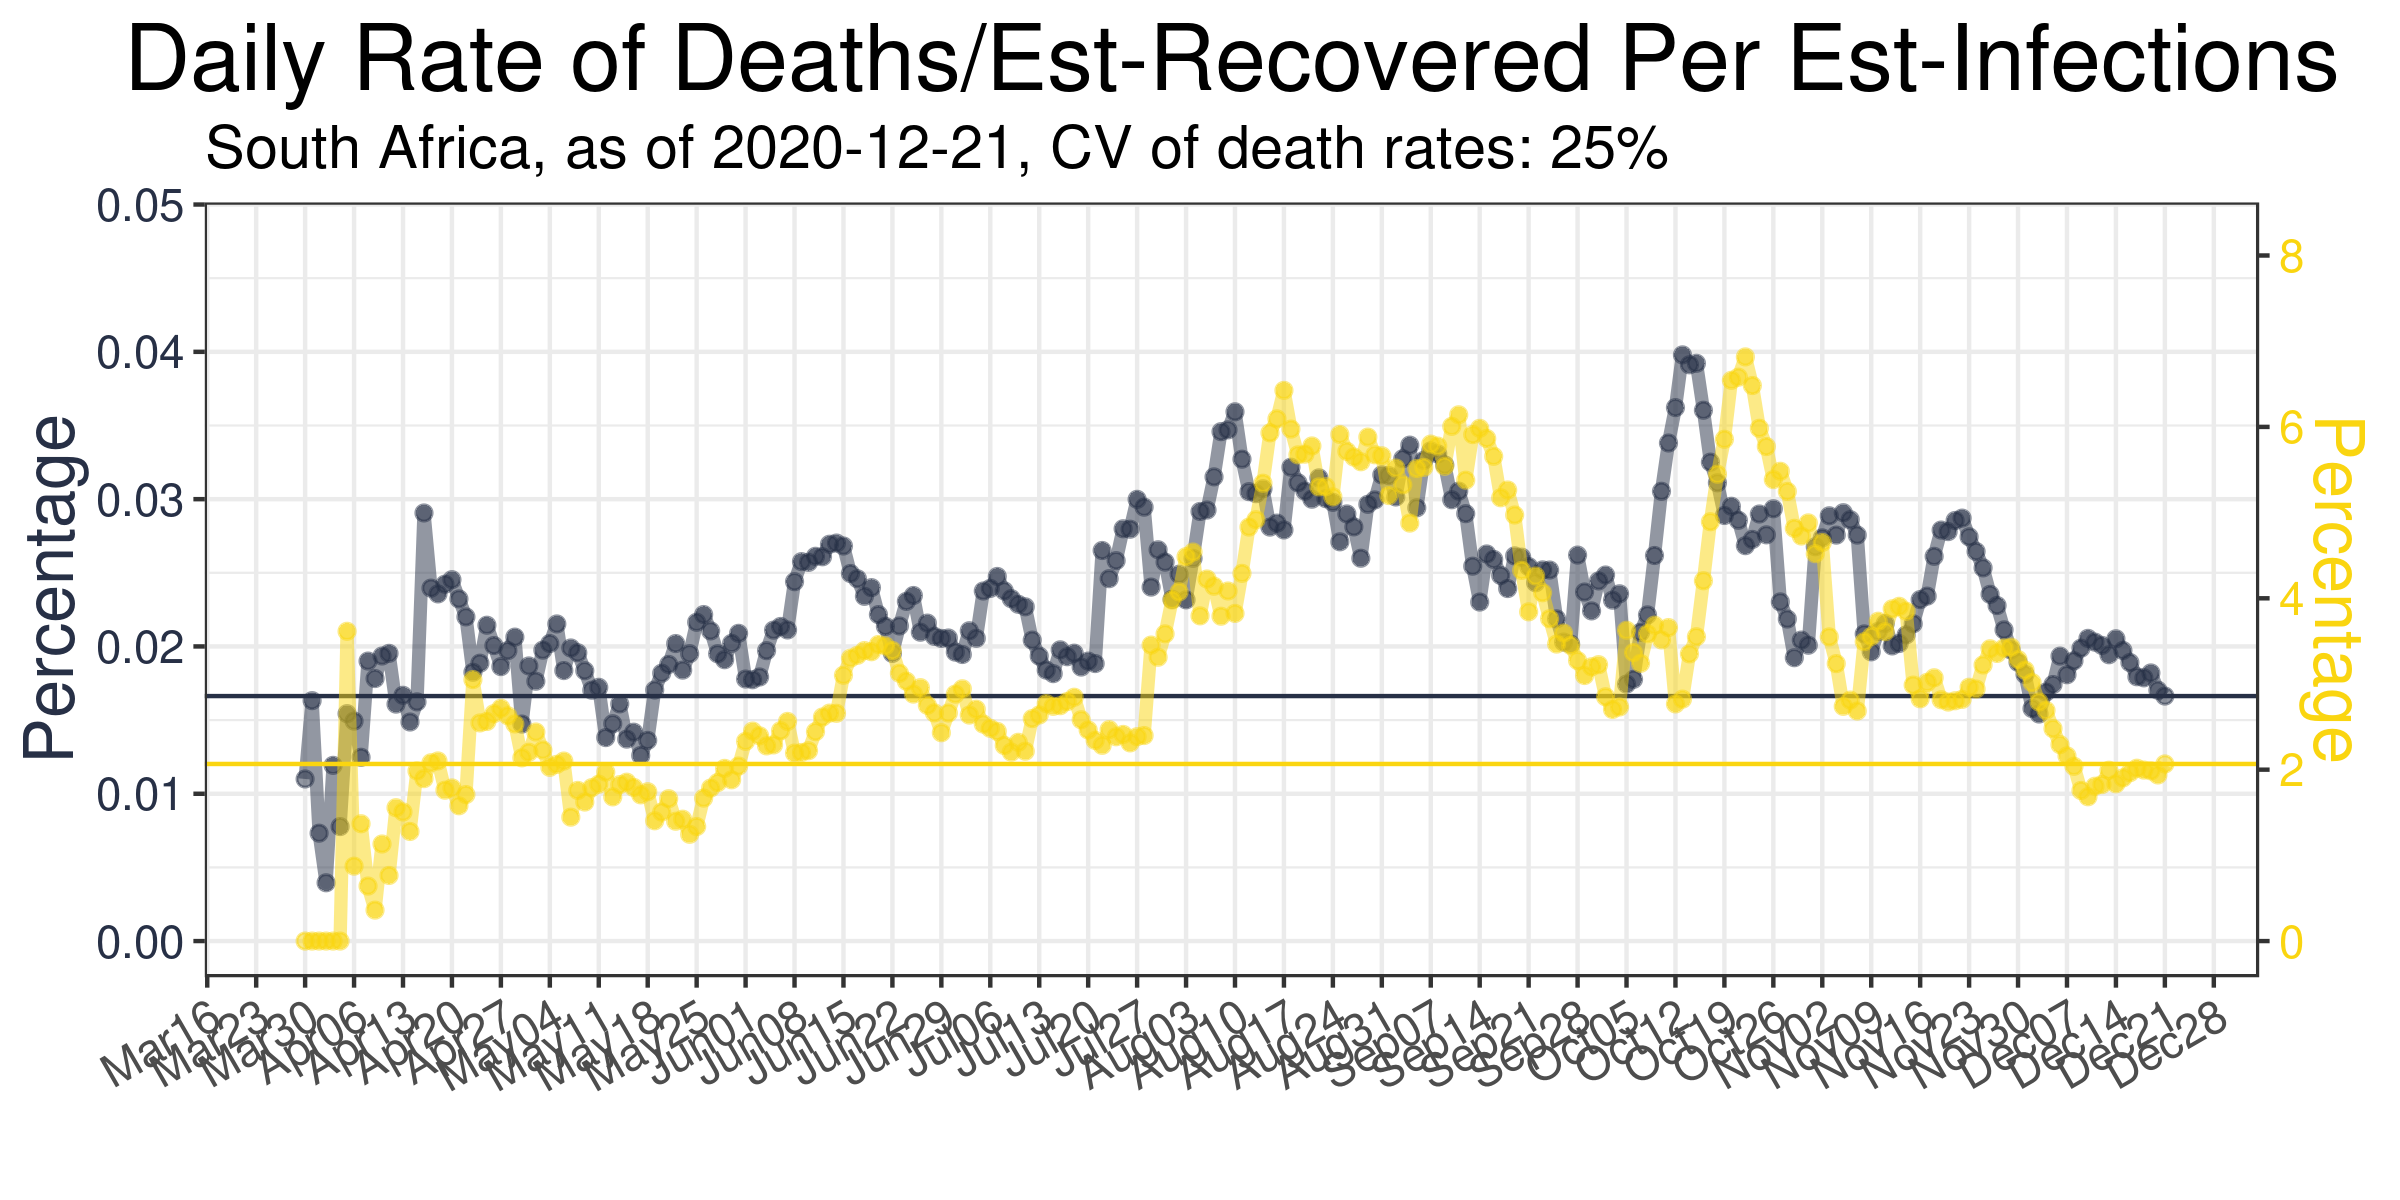 Daily Rate of Deaths/Est-Recovered Per Est-Infections
South Africa, as of 2020-12-21, CV of death rates: 25%
Percentage
0.05
0.04
0.03
0.02
0.01
0.00
8
6
4
2
0
Percentage
Mar16
Mar23
Mar30
Apr06
Apr13
Apr20
Apr27
May04
May11
May18
May25
Jun01
Jun08
Jun15
Jun22
Jun29
Jul06
Jul13
Jul20
Jul27
Aug03
Aug10
Aug17
Aug24
Aug31
Sep07
Sep14
Sep21
Sep28
Oct05
Oct12
Oct19
Oct26
Nov02
Nov09
Nov16
Nov23
Nov30
Dec07
Dec14
Dec21
Dec28